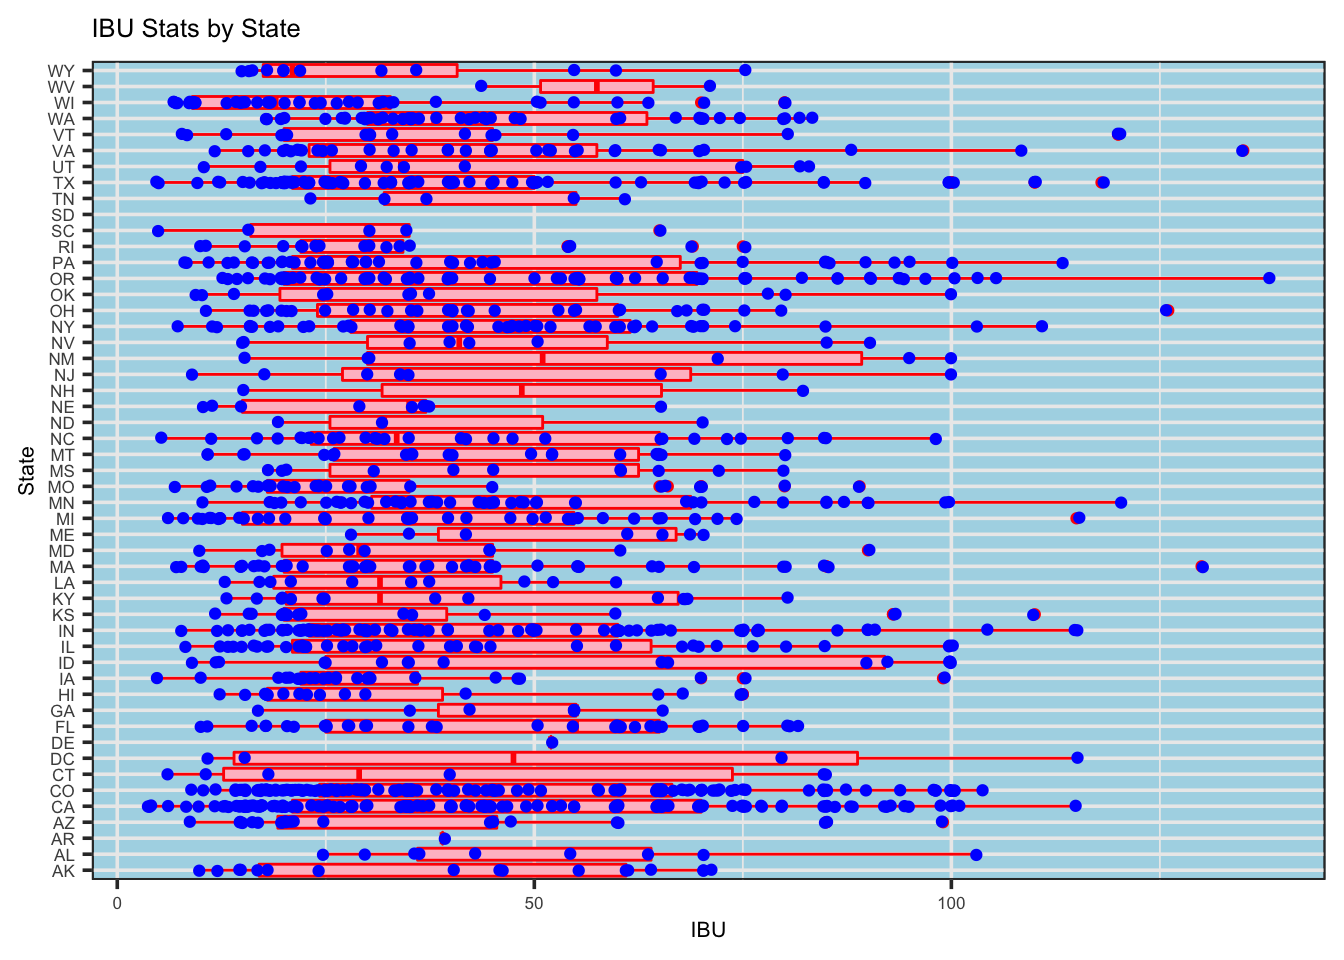 IBU Stats by State
WY
WV
WI
WA
VT
VA
UT
TX
TN
SD
SC
RI
PA
OR
OK
OH
NY
NV
NM
NJ
NH
NE
ND
NC
MT
MS
MO
MN
MI
ME
MD
MA
LA
KY
KS
IN
IL
ID
IA
HI
GA
FL
DE
DC
CT
CO
CA
AZ
AR
AL
AK
State
0 50 100
IBU